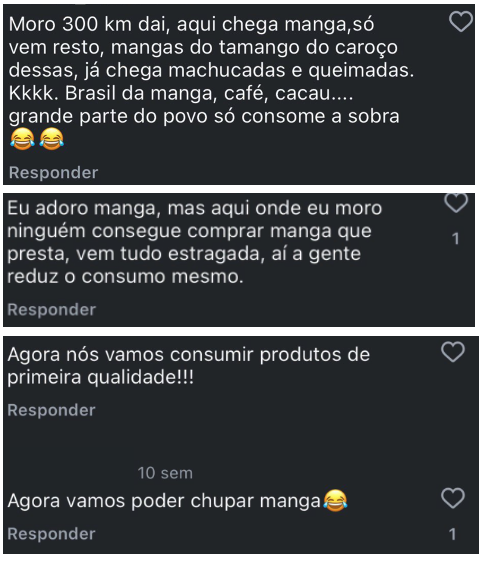 Moro 300 km dai, aqui chega manga,só
vem resto, mangas do tamango do caroço
dessas, já chega machucadas e queimadas.
Kkkk. Brasil da manga, café, cacau....
grande parte do povo só consome a sobra
😂😂
Responder
Eu adoro manga, mas aqui onde eu moro
ninguém consegue comprar manga que
presta, vem tudo estragada, aí a gente
reduz o consumo mesmo.
1
Responder
Agora nós vamos consumir produtos de
primeira qualidade!!!
Responder
10 sem
Agora vamos poder chupar manga😂
Responder
1